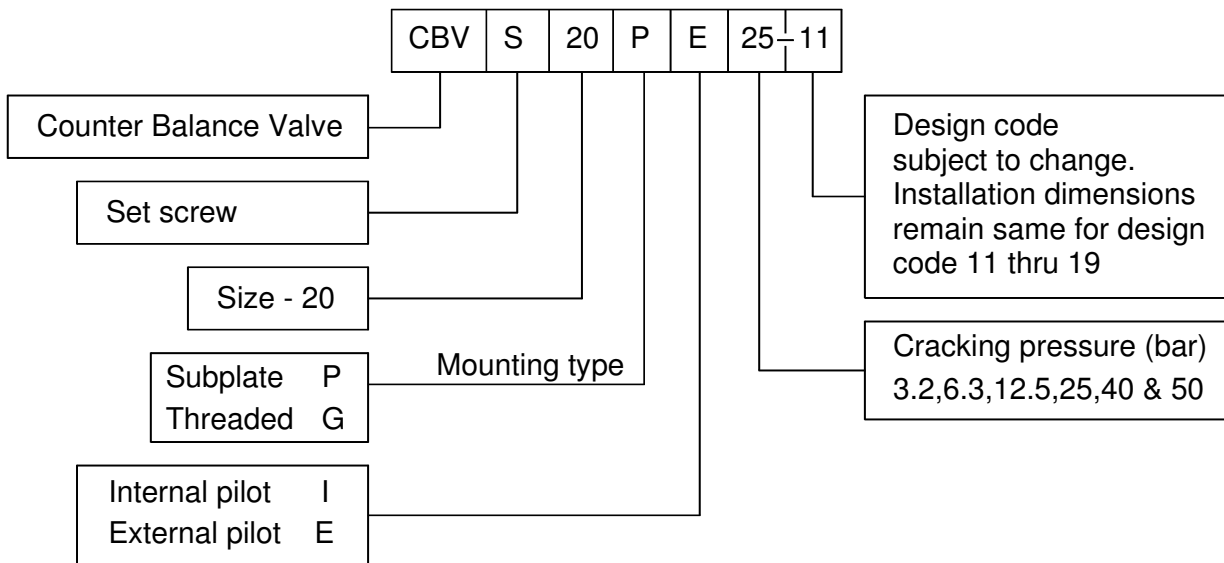 CBV S 20 P E 25-11
Counter Balance Valve
Set screw
Size - 20
Mounting type
Subplate P
Threaded G
Internal pilot I
External pilot E
Design code
subject to change.
Installation dimensions
remain same for design
code 11 thru 19
Cracking pressure (bar)
3.2,6.3,12.5,25,40 & 50